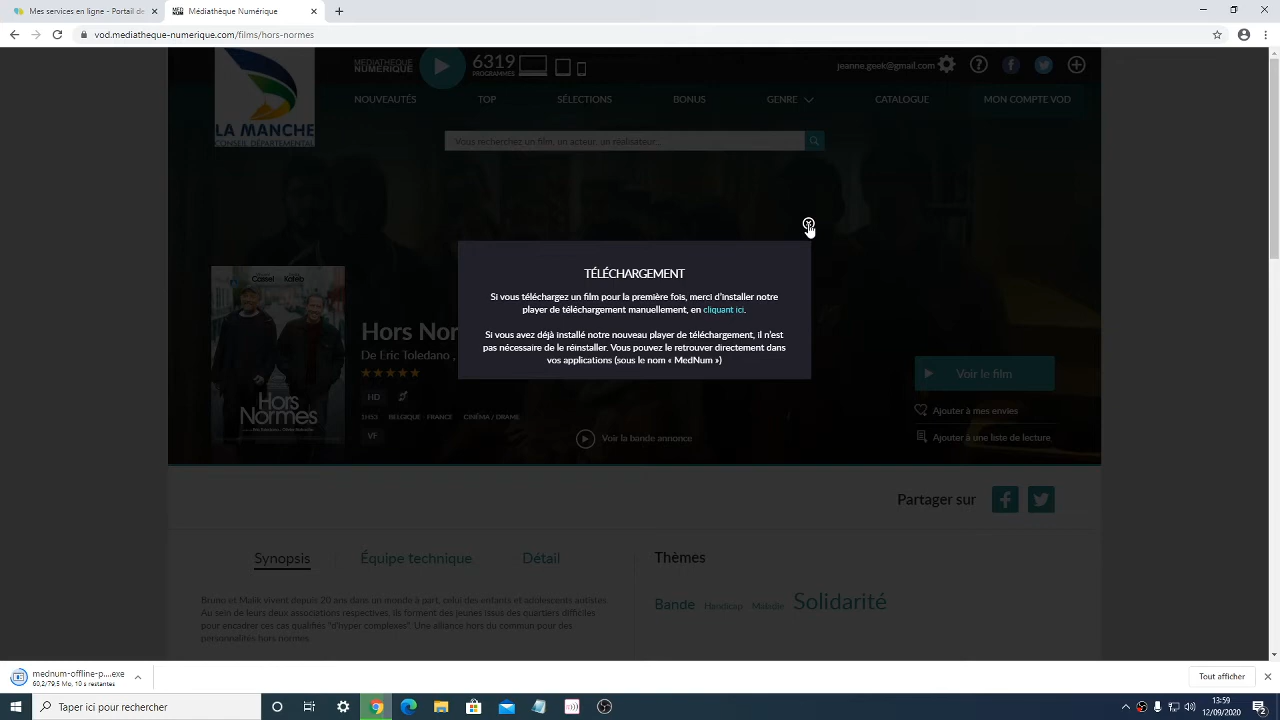 Mes services en ligne - Portail d
Médiathèque Numérique
vod.mednum.com/films/hors-normes
MEDIATHEQUE
NUMÉRIQUE
6319
PROGRAMMES
jeanne.geek@gmail.com
LA MANCHE
CONSEIL DÉPARTEMENTAL
NOUVEAUTÉS
TOP
SÉLECTIONS
BONUS
GENRE
CATALOGUE
MON COMPTE VOD
Vous recherchez un film, un acteur, un réalisateur...
TÉLÉCHARGEMENT
Si vous téléchargez un film pour la première fois, merci d'installer notre
player de téléchargement manuellement, en cliquant ici.
Si vous avez déjà installé notre nouveau player de téléchargement, il n'est
pas nécessaire de le réinstaller. Vous pouvez le retrouver directement dans
vos applications (sous le nom « MedNum »)
Cassel Kateb
Hors
Normes
Hors Nor
De Eric Toledano ,
HD
1H53 BELGIQUE - FRANCE CINÉMA / DRAME
VF
Voir la bande annonce
Voir le film
Ajouter à mes envies
Ajouter à une liste de lecture
Partager sur
Synopsis
Équipe technique
Détail
Thèmes
Bruno et Malik vivent depuis 20 ans dans un monde à part, celui des enfants et adolescents autistes.
Au sein de leurs deux associations respectives, ils forment des jeunes issus des quartiers difficiles
pour encadrer ces cas qualifiés "d'hyper complexes". Une alliance hors du commun pour des
personnalités hors normes.
Bande Handicap Maladie Solidarité
mednum-offline-p....exe
60,2/79,5 Mo, 10 s restantes
Tout afficher
Taper ici pour rechercher
13:59
12/09/2020